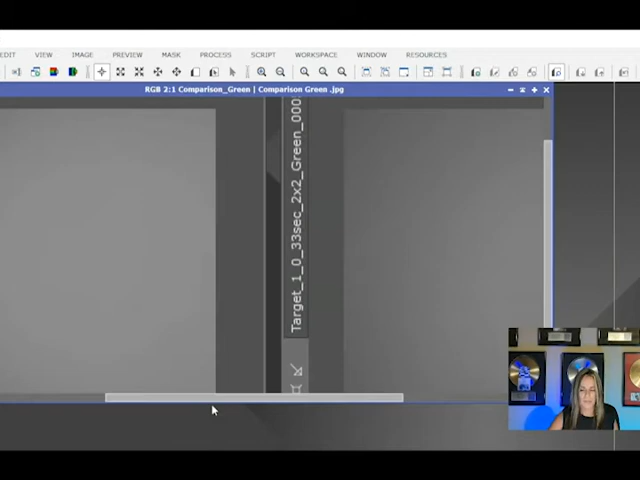 EDIT VIEW IMAGE PREVIEW MASK PROCESS SCRIPT WORKSPACE WINDOW RESOURCES
RGB 2:1 Comparison_Green | Comparison Green .jpg
Target_1_0_33sec_2x2_Green_000